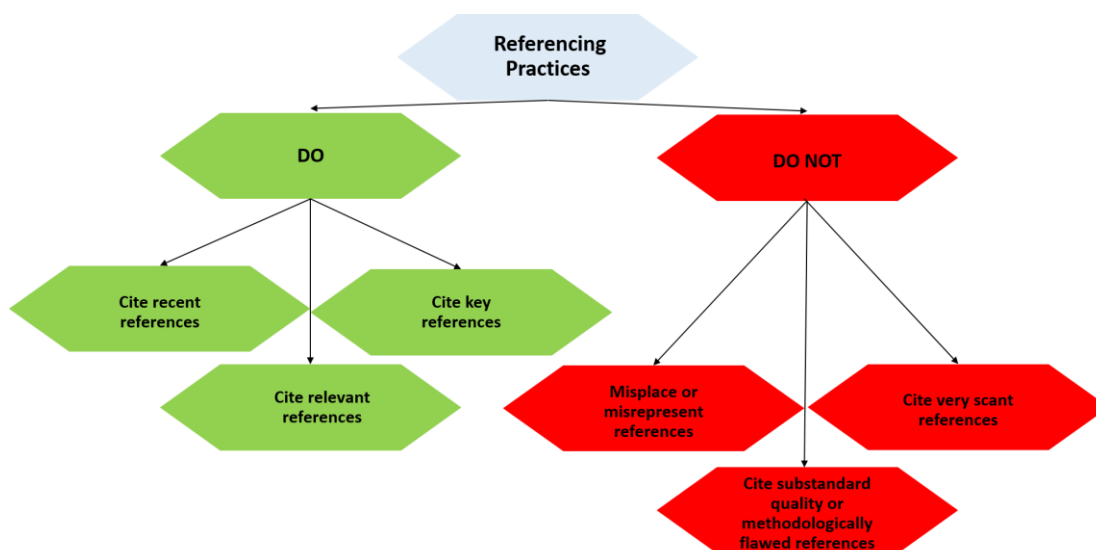 Referencing
Practices
DO
DO NOT
Cite recent
references
Cite key
references
Cite relevant
references
Misplace or
misrepresent
references
Cite very scant
references
Cite substandard
quality or
methodologically
flawed references